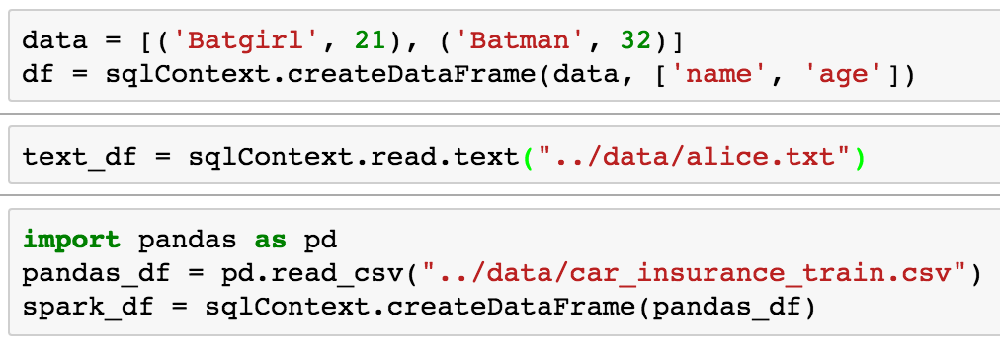 data = [('Batgirl', 21), ('Batman', 32)]
df = sqlContext.createDataFrame(data, ['name', 'age'])
text_df = sqlContext.read.text("../data/alice.txt")
import pandas as pd
pandas_df = pd.read_csv("../data/car_insurance_train.csv")
spark_df = sqlContext.createDataFrame(pandas_df)